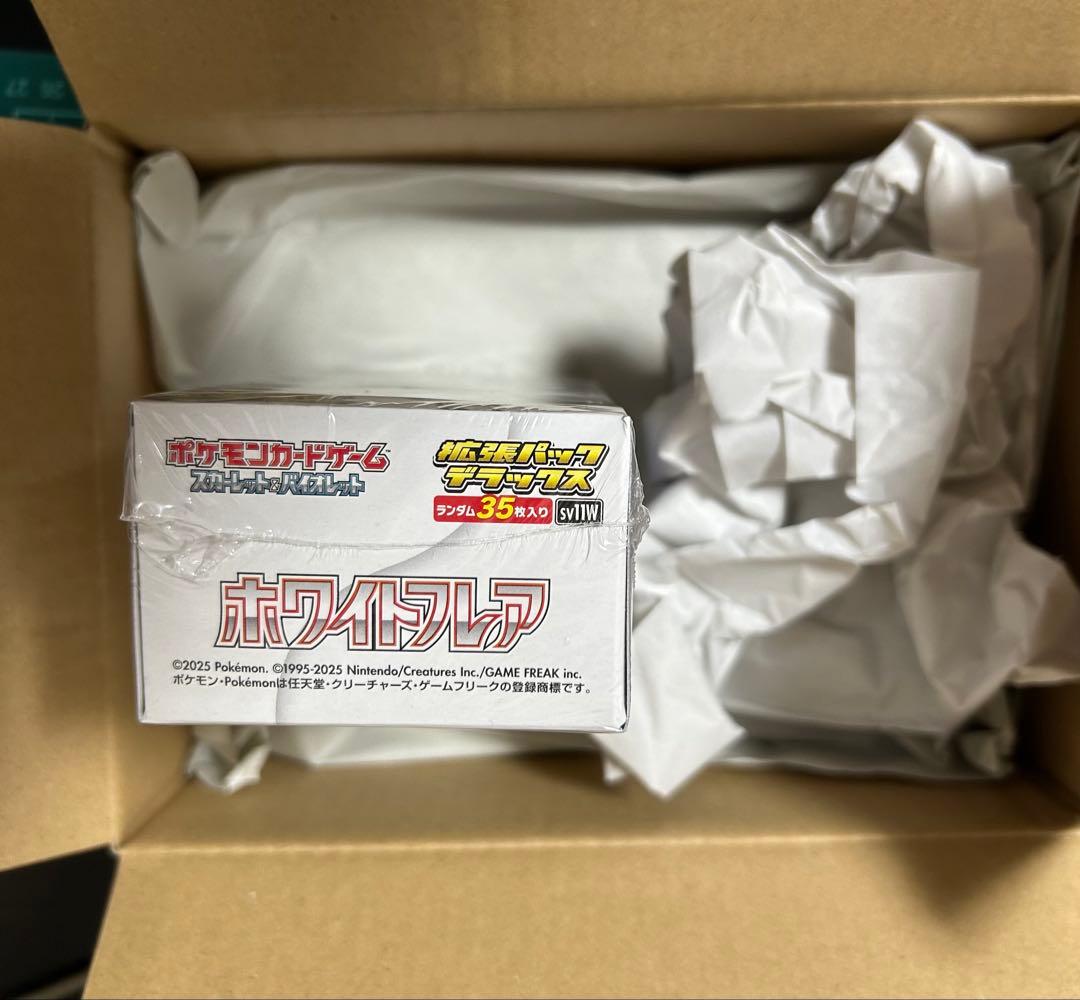 ポケモンカードゲーム
スカーレット&バイオレット
拡張パック
デラックス
ランダム35枚入り sv11W
ホワイトフレア
©2025 Pokémon. ©1995-2025 Nintendo/Creatures Inc./GAME FREAK inc.
ポケモン・Pokémonは任天堂・クリーチャーズ・ゲームフリークの登録商標です。
27 26